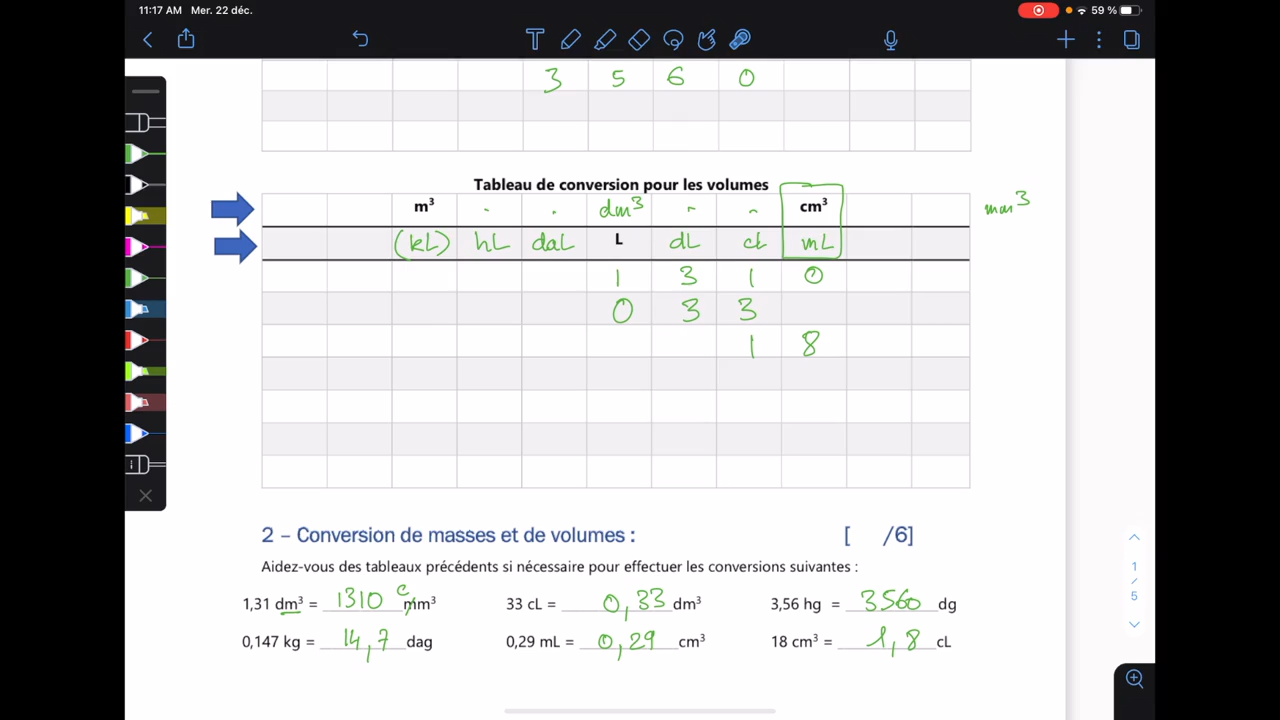 11:17 AM Mer. 22 déc.
59 %
3 5 6 0
Tableau de conversion pour les volumes
m³ . . dm³ . . cm³ mm³
(kL) hL daL L dL cL mL
1 3 1 0
0 3 3
1 8
2 – Conversion de masses et de volumes : [ /6]
Aidez-vous des tableaux précédents si nécessaire pour effectuer les conversions suivantes :
1,31 dm³ = 1310 c mm³ 33 cL = 0,33 dm³ 3,56 hg = 3560 dg
0,147 kg = 14,7 dag 0,29 mL = 0,29 cm³ 18 cm³ = 1,8 cL
1
/
5